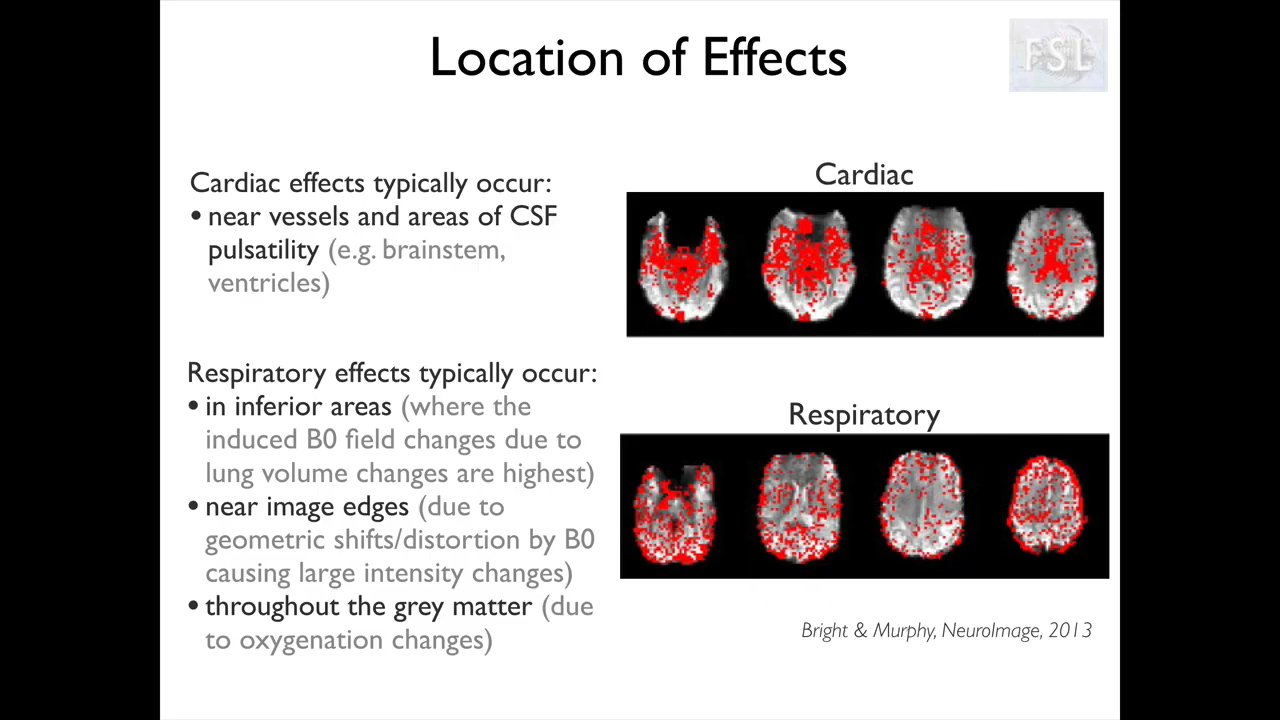 Location of Effects
FSL
Cardiac effects typically occur:
• near vessels and areas of CSF
pulsatility (e.g. brainstem,
ventricles)
Respiratory effects typically occur:
• in inferior areas (where the
induced B0 field changes due to
lung volume changes are highest)
• near image edges (due to
geometric shifts/distortion by B0
causing large intensity changes)
• throughout the grey matter (due
to oxygenation changes)
Cardiac
Respiratory
Bright & Murphy, NeuroImage, 2013